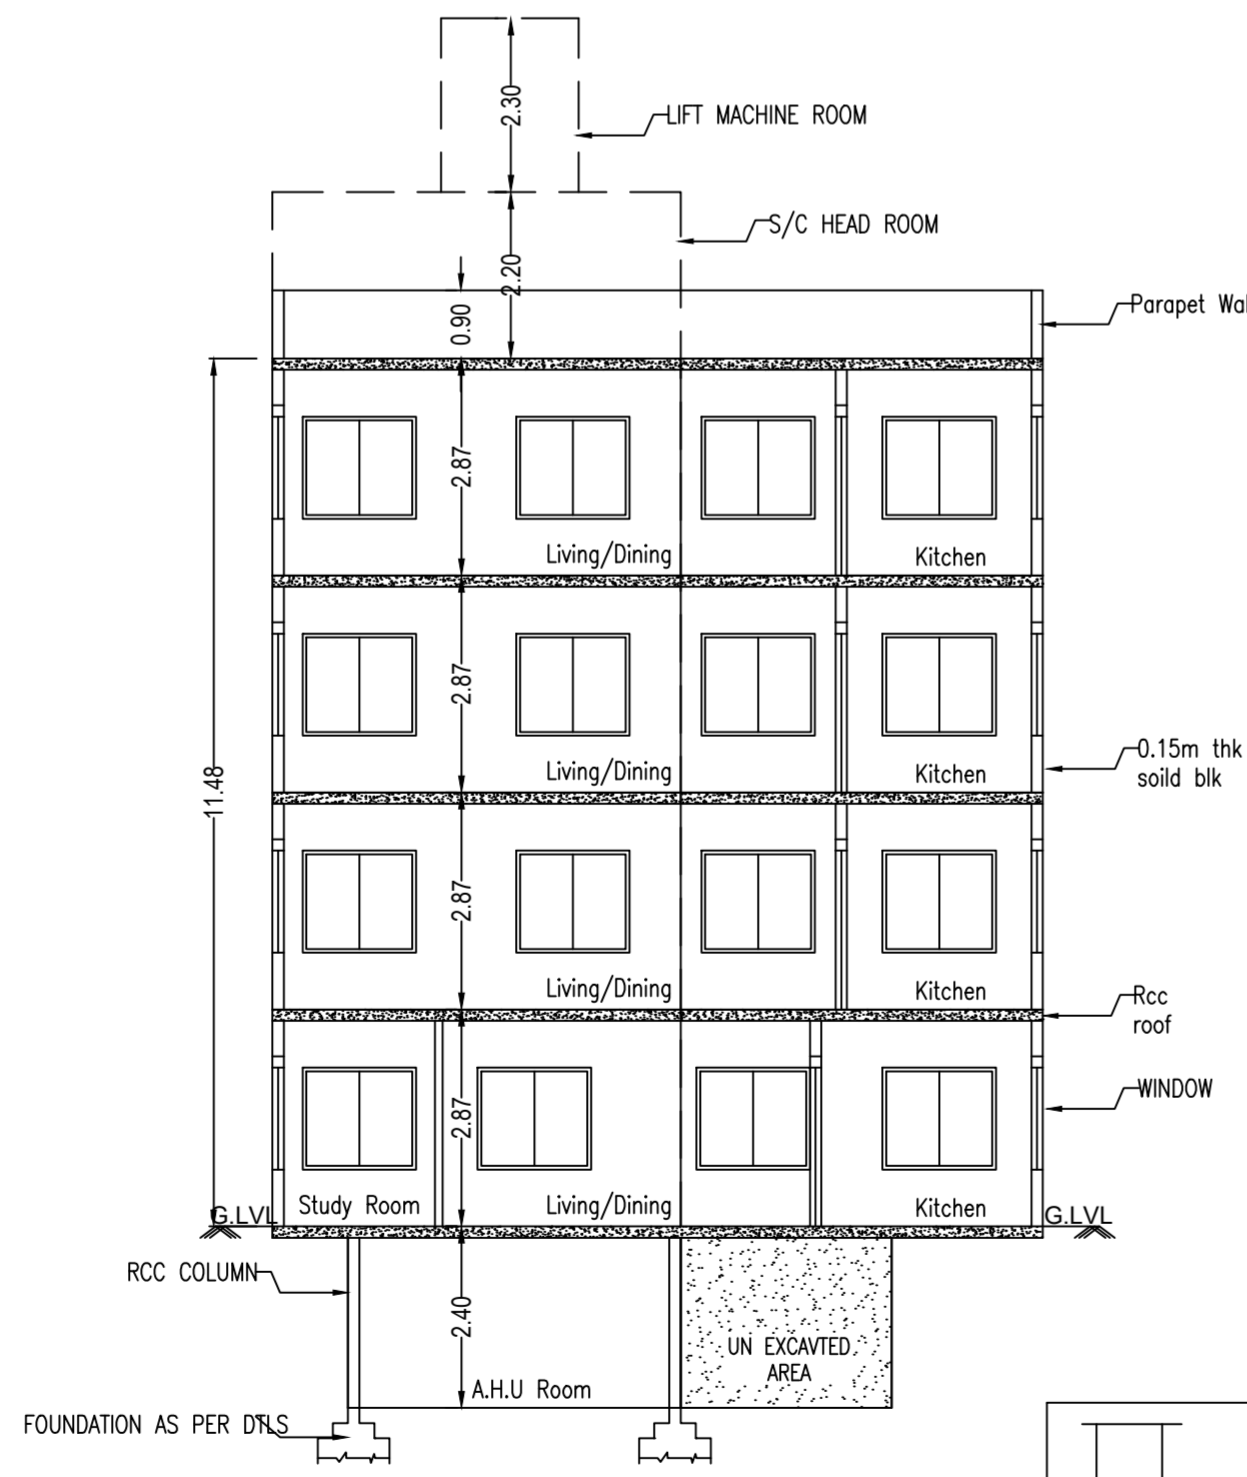 2.30
LIFT MACHINE ROOM
S/C HEAD ROOM
2.20
0.90
Parapet Wal
2.87
Living/Dining
Kitchen
2.87
Living/Dining
Kitchen
11.48
0.15m thk
soild blk
2.87
Living/Dining
Kitchen
Rcc
roof
2.87
WINDOW
Study Room
Living/Dining
Kitchen
G.LVL
G.LVL
RCC COLUMN
2.40
UN EXCAVTED
AREA
A.H.U Room
FOUNDATION AS PER DTLS